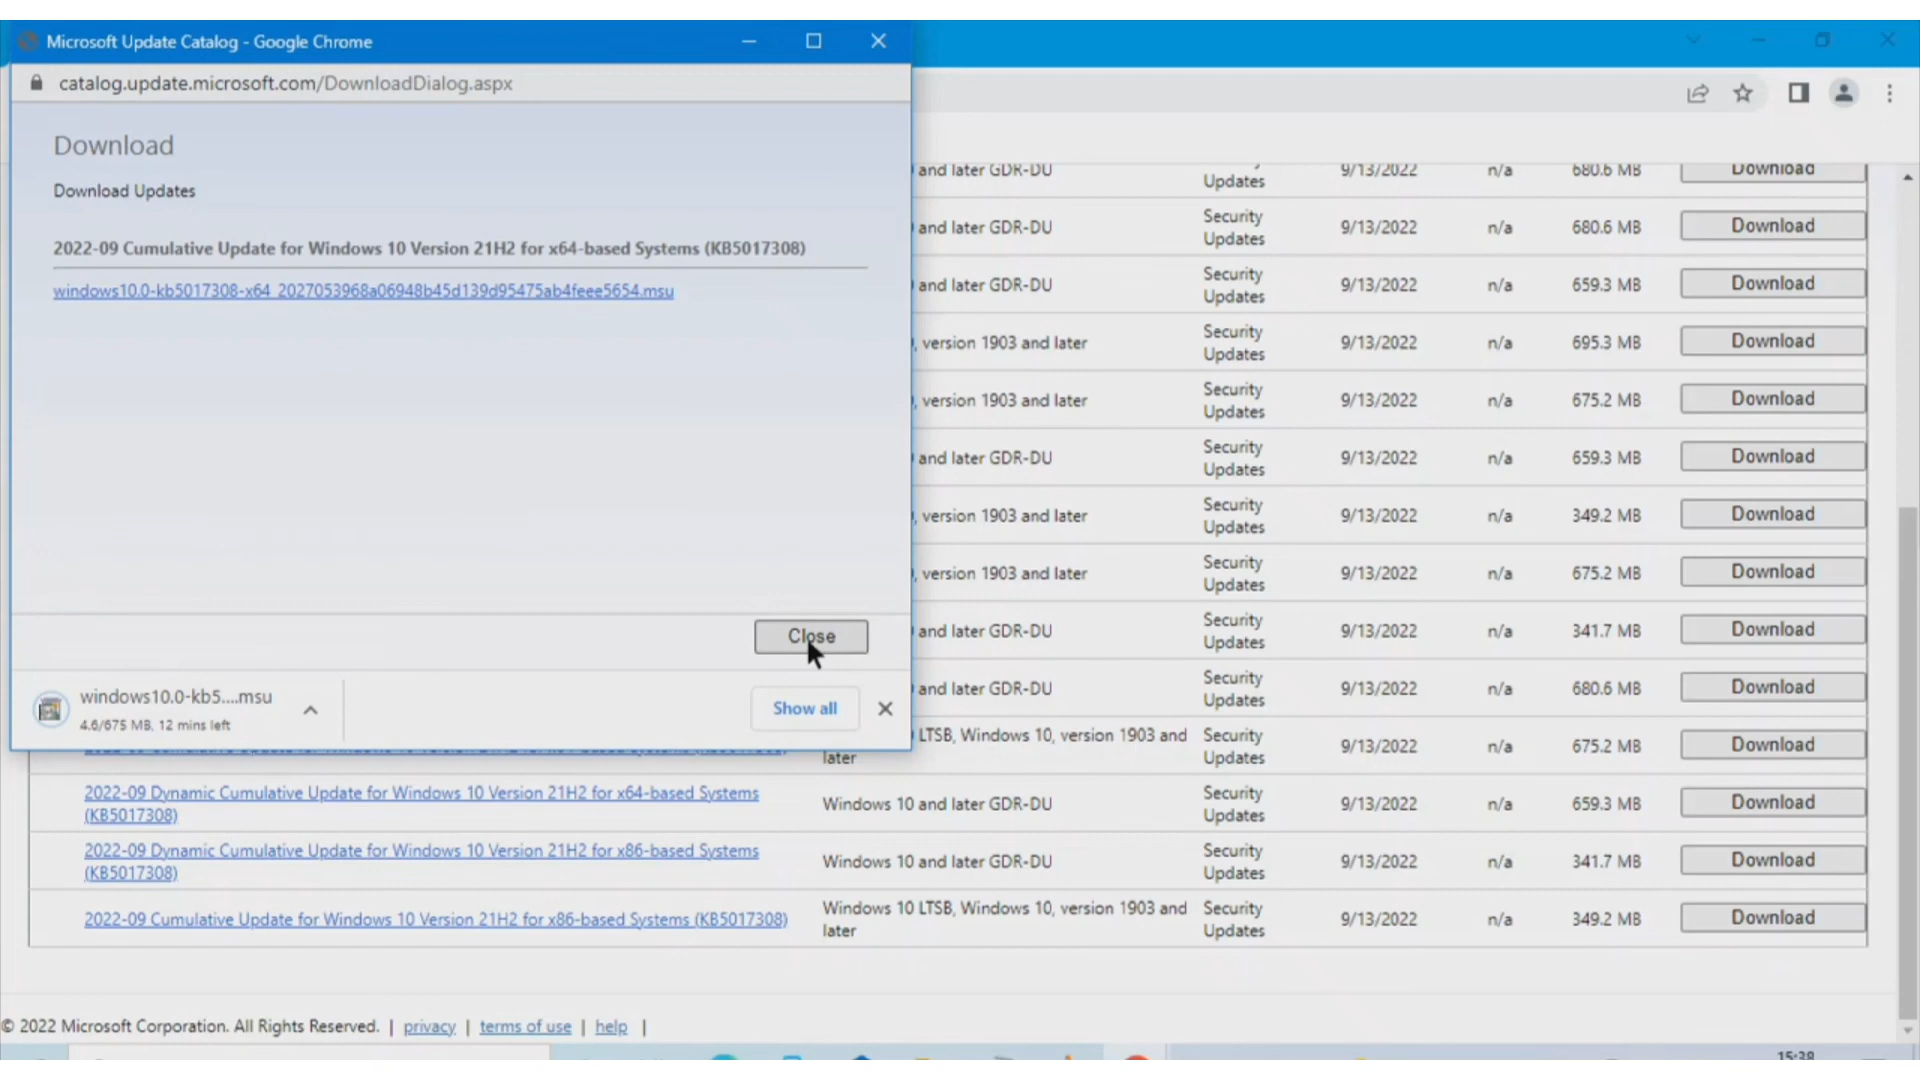 Microsoft Update Catalog - Google Chrome
catalog.update.microsoft.com/DownloadDialog.aspx
Download
Download Updates
2022-09 Cumulative Update for Windows 10 Version 21H2 for x64-based Systems (KB5017308)
windows10.0-kb5017308-x64_2027053968a06948b45d139d95475ab4feee5654.msu
Close
windows10.0-kb5....msu
4.6/675 MB, 12 mins left
Show all
and later GDR-DU
Updates
9/13/2022
n/a
680.6 MB
Download
and later GDR-DU
Security
Updates
9/13/2022
n/a
680.6 MB
Download
and later GDR-DU
Security
Updates
9/13/2022
n/a
659.3 MB
Download
, version 1903 and later
Security
Updates
9/13/2022
n/a
695.3 MB
Download
, version 1903 and later
Security
Updates
9/13/2022
n/a
675.2 MB
Download
and later GDR-DU
Security
Updates
9/13/2022
n/a
659.3 MB
Download
, version 1903 and later
Security
Updates
9/13/2022
n/a
349.2 MB
Download
, version 1903 and later
Security
Updates
9/13/2022
n/a
675.2 MB
Download
and later GDR-DU
Security
Updates
9/13/2022
n/a
341.7 MB
Download
and later GDR-DU
Security
Updates
9/13/2022
n/a
680.6 MB
Download
LTSB, Windows 10, version 1903 and
later
Security
Updates
9/13/2022
n/a
675.2 MB
Download
2022-09 Dynamic Cumulative Update for Windows 10 Version 21H2 for x64-based Systems
(KB5017308)
Windows 10 and later GDR-DU
Security
Updates
9/13/2022
n/a
659.3 MB
Download
2022-09 Dynamic Cumulative Update for Windows 10 Version 21H2 for x86-based Systems
(KB5017308)
Windows 10 and later GDR-DU
Security
Updates
9/13/2022
n/a
341.7 MB
Download
2022-09 Cumulative Update for Windows 10 Version 21H2 for x86-based Systems (KB5017308)
Windows 10 LTSB, Windows 10, version 1903 and
later
Security
Updates
9/13/2022
n/a
349.2 MB
Download
© 2022 Microsoft Corporation. All Rights Reserved. | privacy | terms of use | help |
15:38